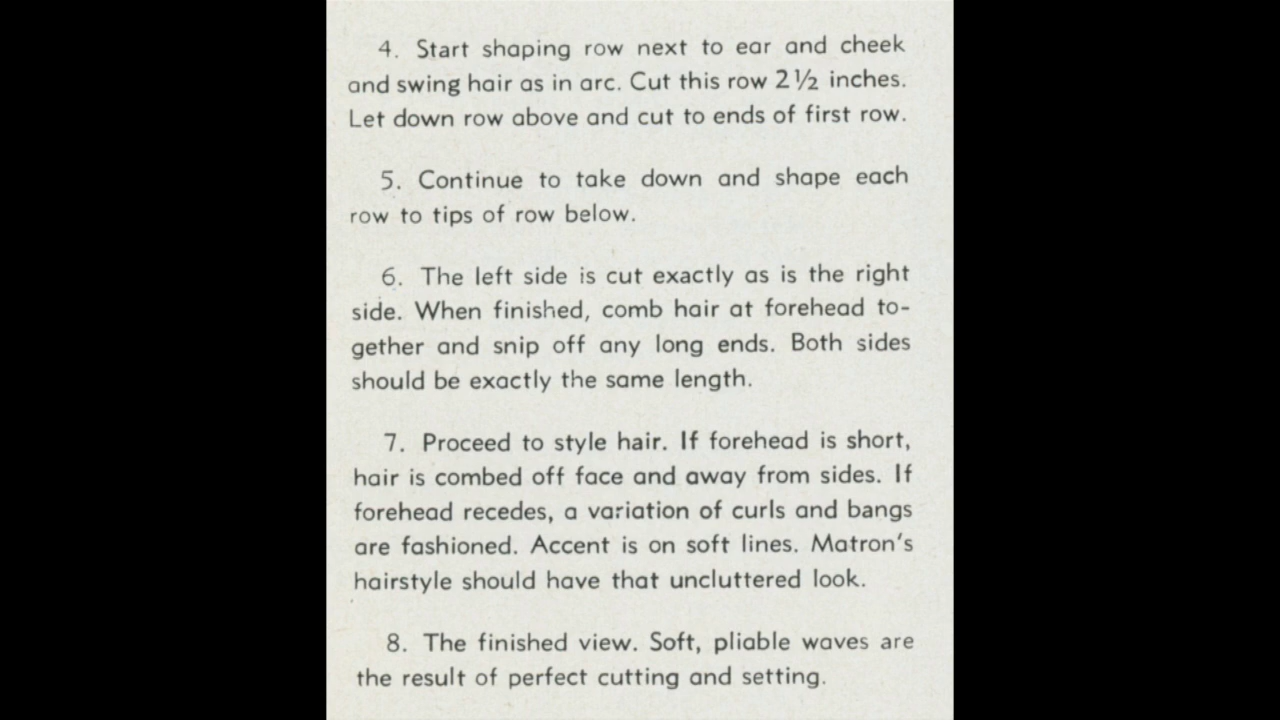 4. Start shaping row next to ear and cheek
and swing hair as in arc. Cut this row 2½ inches.
Let down row above and cut to ends of first row.
5. Continue to take down and shape each
row to tips of row below.
6. The left side is cut exactly as is the right
side. When finished, comb hair at forehead to-
gether and snip off any long ends. Both sides
should be exactly the same length.
7. Proceed to style hair. If forehead is short,
hair is combed off face and away from sides. If
forehead recedes, a variation of curls and bangs
are fashioned. Accent is on soft lines. Matron's
hairstyle should have that uncluttered look.
8. The finished view. Soft, pliable waves are
the result of perfect cutting and setting.